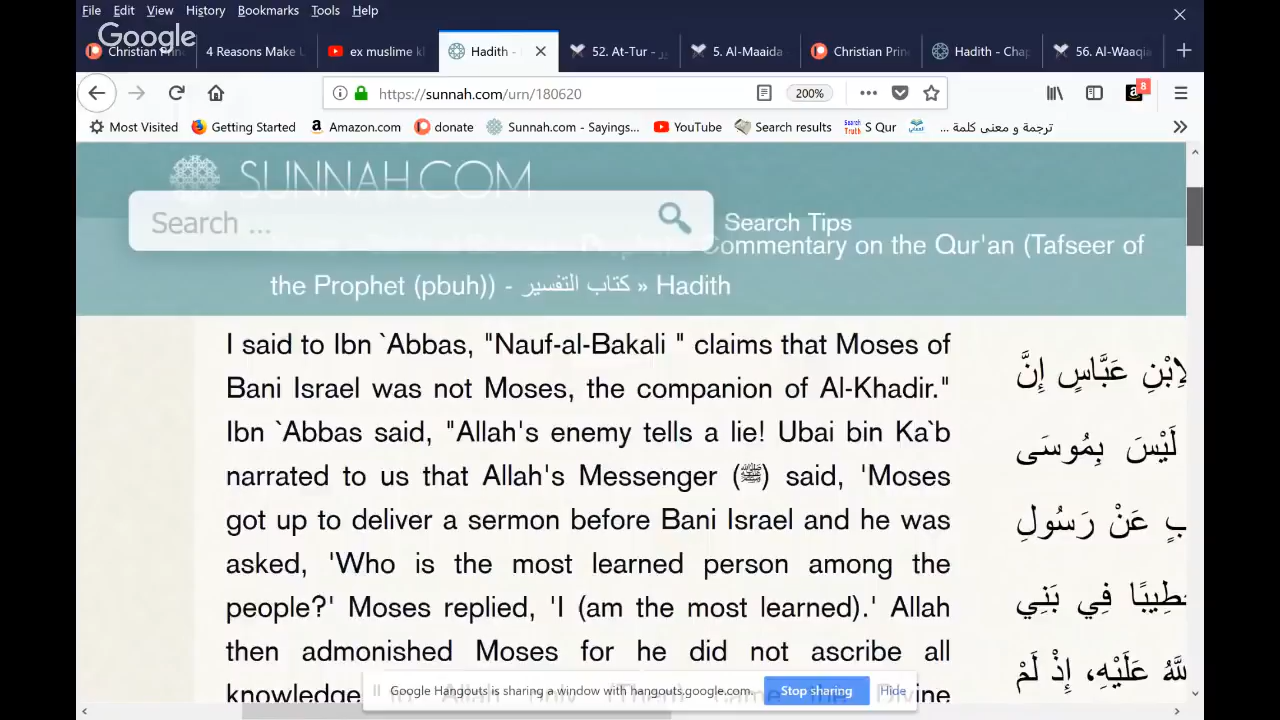 File Edit View History Bookmarks Tools Help
Google
Christian Prin
4 Reasons Make
ex muslime k
Hadith -
52. At-Tur -
5. Al-Maaida
Christian Prin
Hadith - Cha
56. Al-Waaqi
https://sunnah.com/urn/180620
200%
8
Most Visited Getting Started Amazon.com donate Sunnah.com - Sayings... YouTube Search results Search Truth S Qur ترجمة و معنى كلمة ...
SUNNAH.COM
Search ...
Search Tips
Commentary on the Qur'an (Tafseer of
the Prophet (pbuh)) - كتاب التفسير » Hadith
I said to Ibn `Abbas, "Nauf-al-Bakali " claims that Moses of
Bani Israel was not Moses, the companion of Al-Khadir."
Ibn `Abbas said, "Allah's enemy tells a lie! Ubai bin Ka`b
narrated to us that Allah's Messenger (ﷺ) said, 'Moses
got up to deliver a sermon before Bani Israel and he was
asked, 'Who is the most learned person among the
people?' Moses replied, 'I (am the most learned).' Allah
then admonished Moses for he did not ascribe all
knowledge
لِابْنِ عَبَّاسٍ إِنَّ
لَيْسَ بِمُوسَى
بٍ عَنْ رَسُولِ
خَطِيبًا فِي بَنِي
اللَّهُ عَلَيْهِ، إِذْ لَمْ
Google Hangouts is sharing a window with hangouts.google.com. Stop sharing Hide